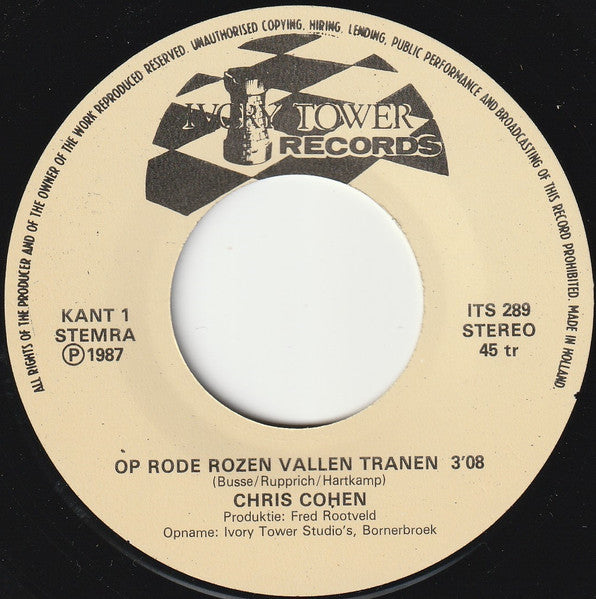 ALL RIGHTS OF THE PRODUCER AND OF THE OWNER OF THE WORK REPRODUCED RESERVED. UNAUTHORISED COPYING, HIRING, LENDING, PUBLIC PERFORMANCE AND BROADCASTING OF THIS RECORD PROHIBITED. MADE IN HOLLAND.
IVORY TOWER
RECORDS
KANT 1
STEMRA
Ⓟ 1987
ITS 289
STEREO
45 tr
OP RODE ROZEN VALLEN TRANEN 3'08
(Busse/Rupprich/Hartkamp)
CHRIS COHEN
Produktie: Fred Rootveld
Opname: Ivory Tower Studio's, Bornerbroek